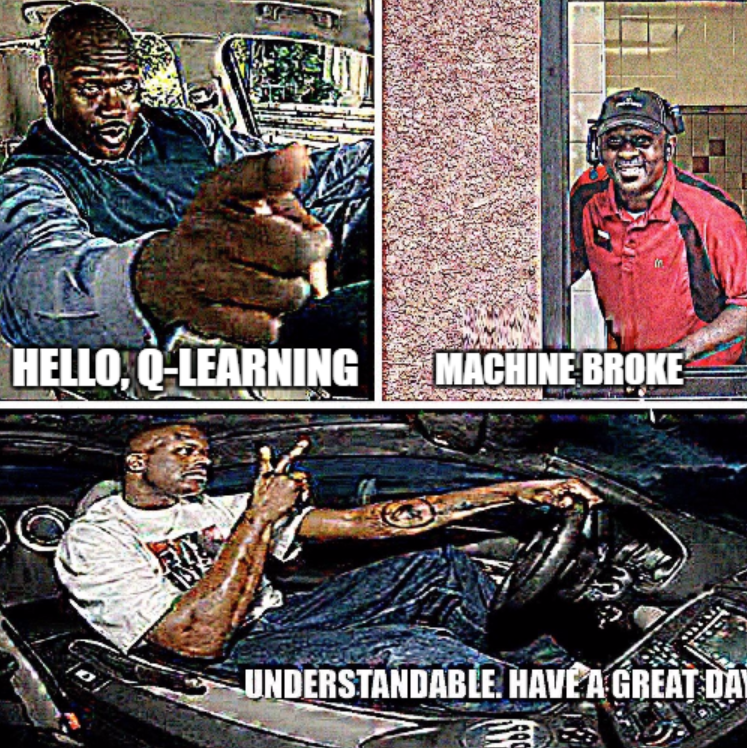 HELLO, Q-LEARNING
MACHINE BROKE
UNDERSTANDABLE. HAVE A GREAT DAY